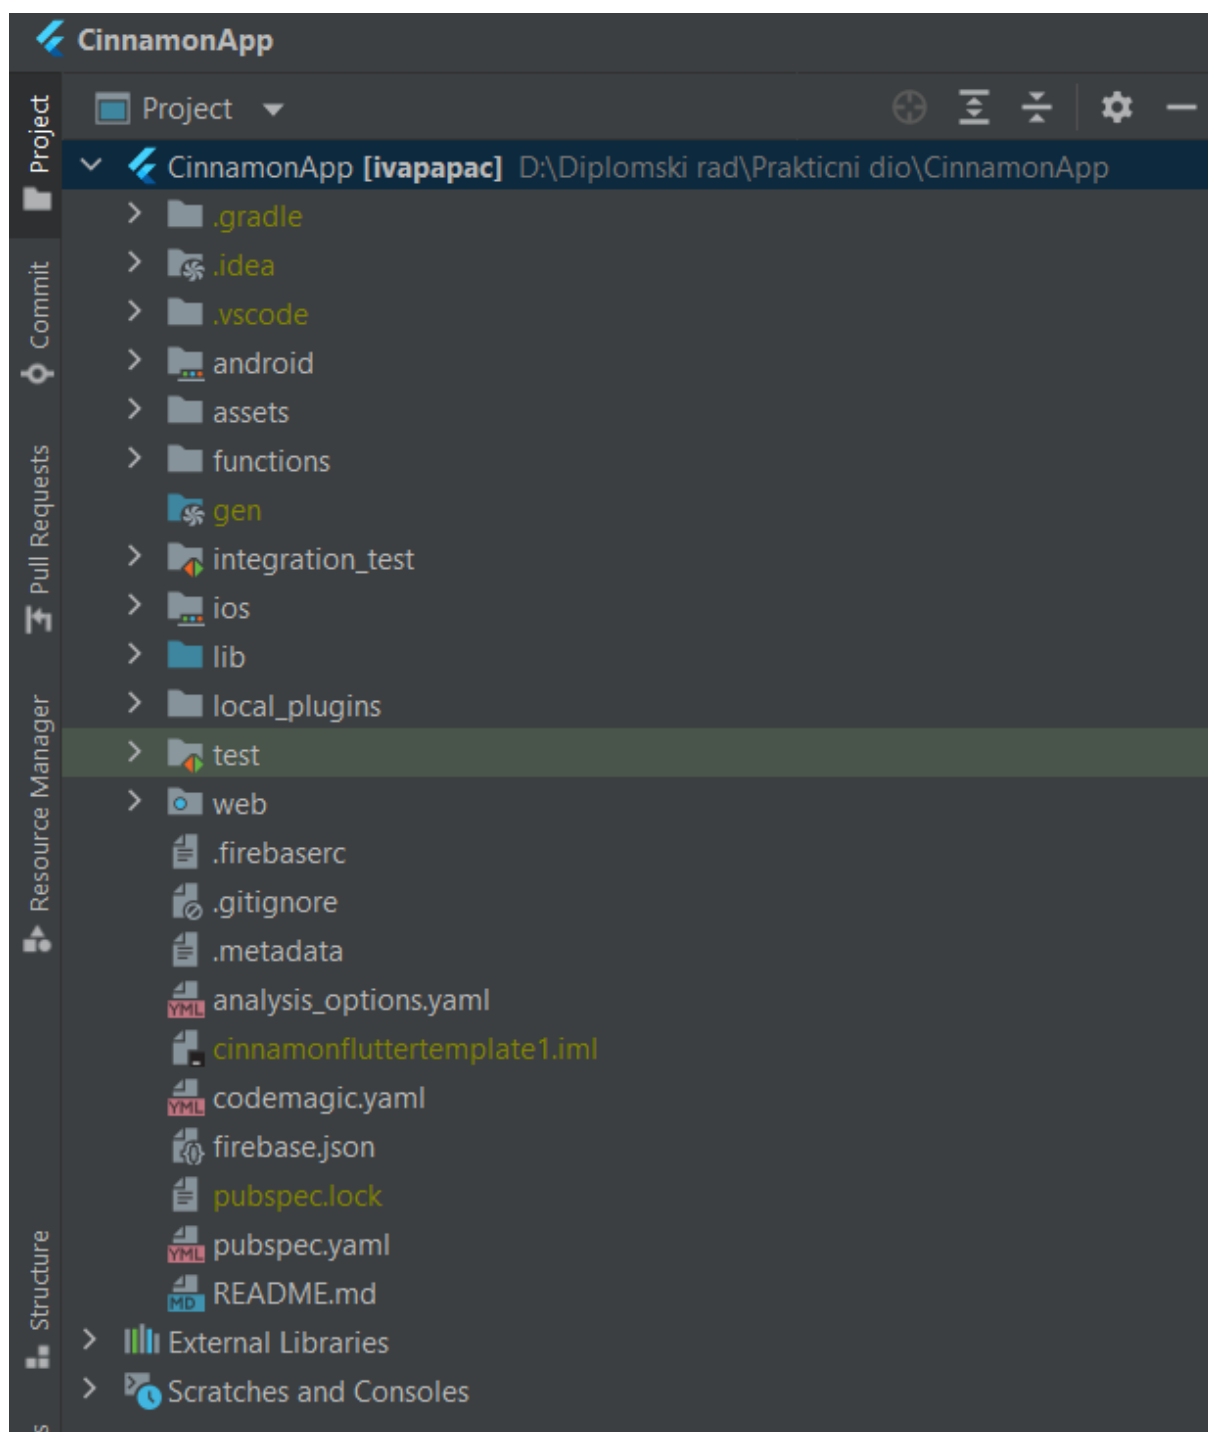 CinnamonApp
Project
CinnamonApp [ivapapac] D:\Diplomski rad\Prakticni dio\CinnamonApp
.gradle
.idea
.vscode
android
assets
functions
gen
integration_test
ios
lib
local_plugins
test
web
.firebaserc
.gitignore
.metadata
analysis_options.yaml
cinnamonfluttertemplate1.iml
codemagic.yaml
firebase.json
pubspec.lock
pubspec.yaml
README.md
External Libraries
Scratches and Consoles
Project
Commit
Pull Requests
Resource Manager
Structure